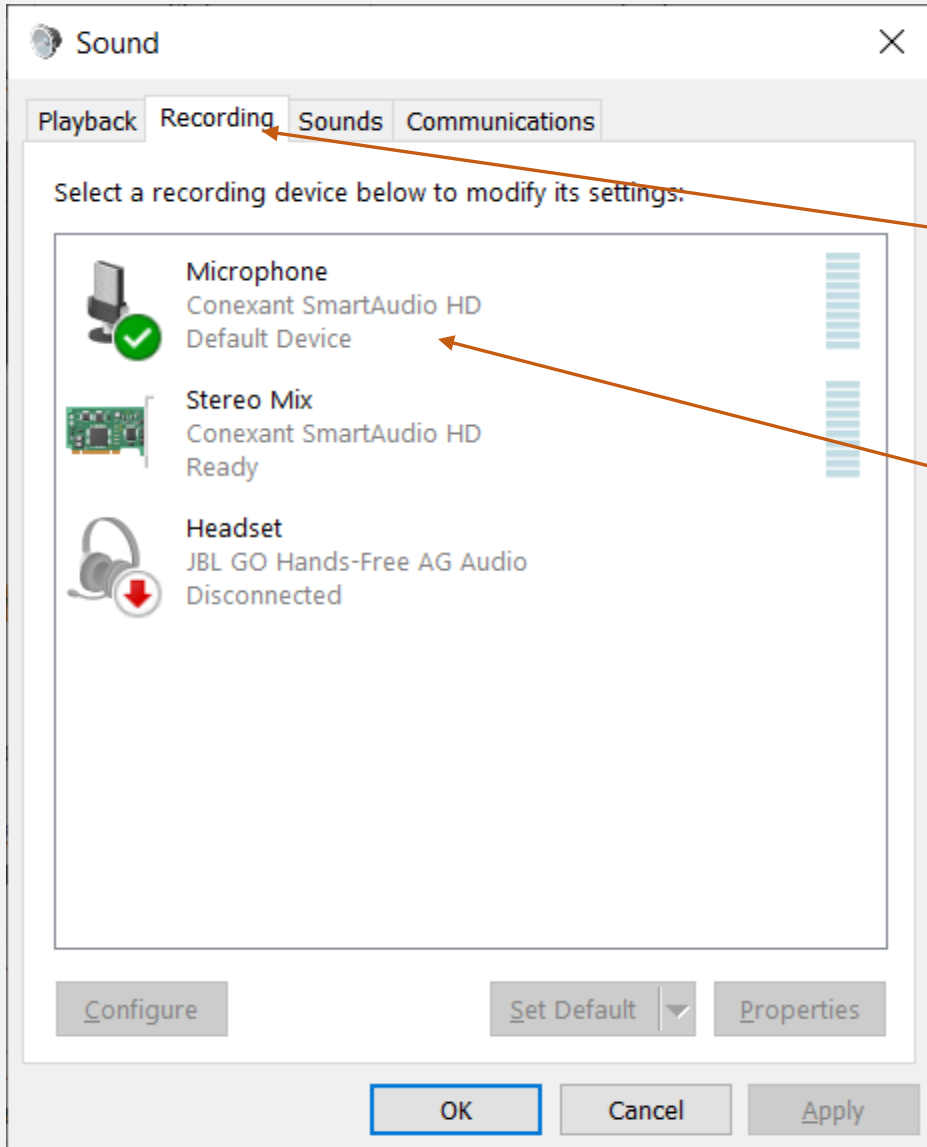 Sound
Playback Recording Sounds Communications
Select a recording device below to modify its settings:
Microphone
Conexant SmartAudio HD
Default Device
Stereo Mix
Conexant SmartAudio HD
Ready
Headset
JBL GO Hands-Free AG Audio
Disconnected
Configure Set Default Properties
OK Cancel Apply